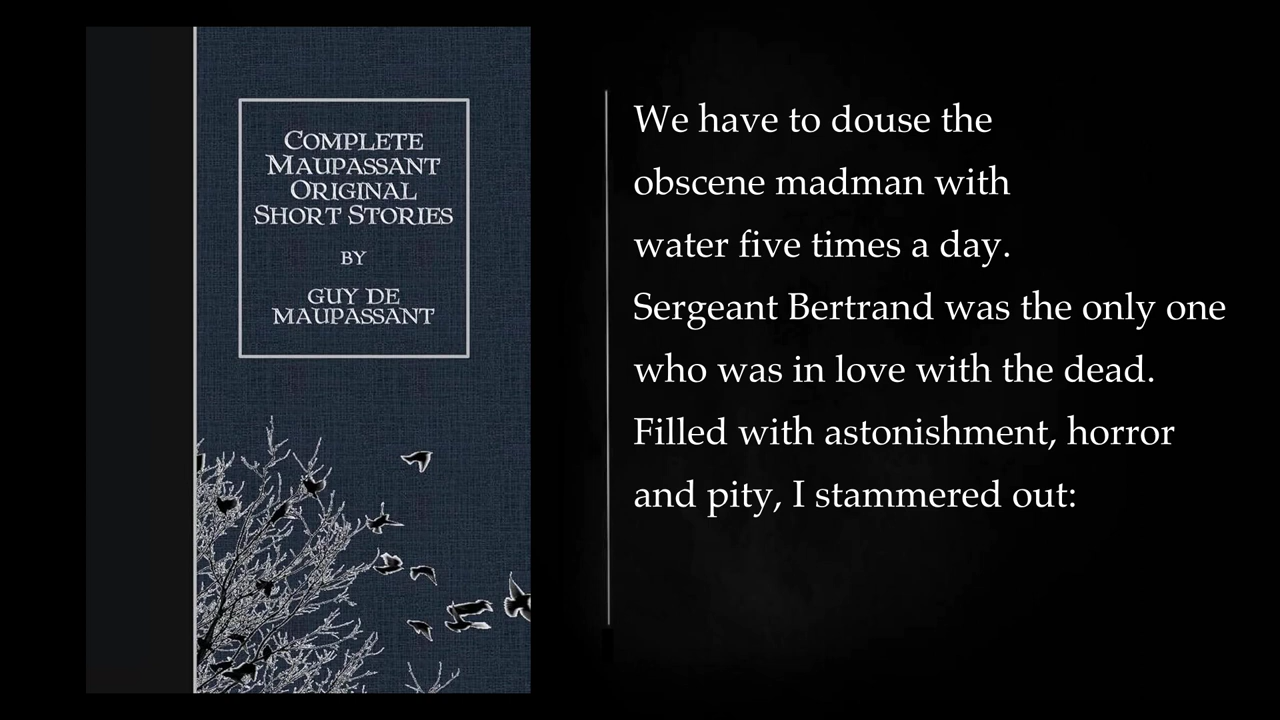 COMPLETE
MAUPASSANT
ORIGINAL
SHORT STORIES
BY
GUY DE
MAUPASSANT
We have to douse the
obscene madman with
water five times a day.
Sergeant Bertrand was the only one
who was in love with the dead.
Filled with astonishment, horror
and pity, I stammered out: